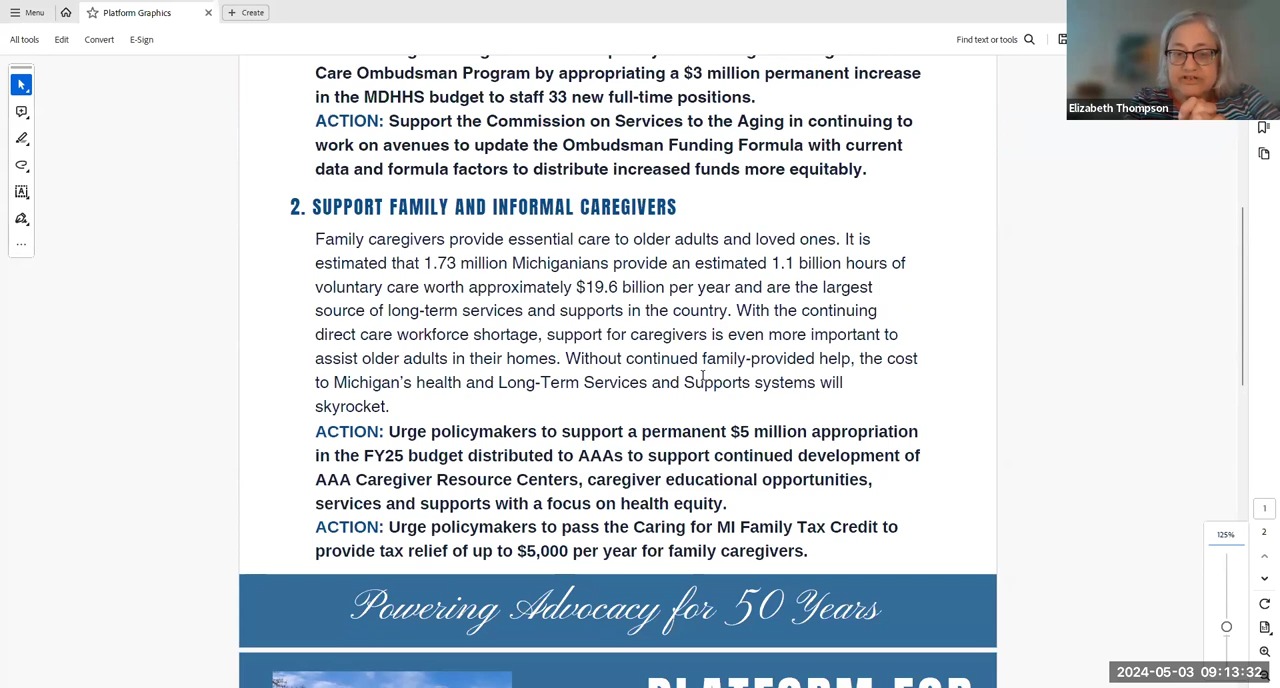 Menu
Platform Graphics
Create
All tools
Edit
Convert
E-Sign
Find text or tools
Elizabeth Thompson
Care Ombudsman Program by appropriating a $3 million permanent increase
in the MDHHS budget to staff 33 new full-time positions.
ACTION: Support the Commission on Services to the Aging in continuing to
work on avenues to update the Ombudsman Funding Formula with current
data and formula factors to distribute increased funds more equitably.
2. SUPPORT FAMILY AND INFORMAL CAREGIVERS
Family caregivers provide essential care to older adults and loved ones. It is
estimated that 1.73 million Michiganians provide an estimated 1.1 billion hours of
voluntary care worth approximately $19.6 billion per year and are the largest
source of long-term services and supports in the country. With the continuing
direct care workforce shortage, support for caregivers is even more important to
assist older adults in their homes. Without continued family-provided help, the cost
to Michigan’s health and Long-Term Services and Supports systems will
skyrocket.
ACTION: Urge policymakers to support a permanent $5 million appropriation
in the FY25 budget distributed to AAAs to support continued development of
AAA Caregiver Resource Centers, caregiver educational opportunities,
services and supports with a focus on health equity.
ACTION: Urge policymakers to pass the Caring for MI Family Tax Credit to
provide tax relief of up to $5,000 per year for family caregivers.
Powering Advocacy for 50 Years
PLATFORM FOR
1
2
125%
2024-05-03 09:13:32